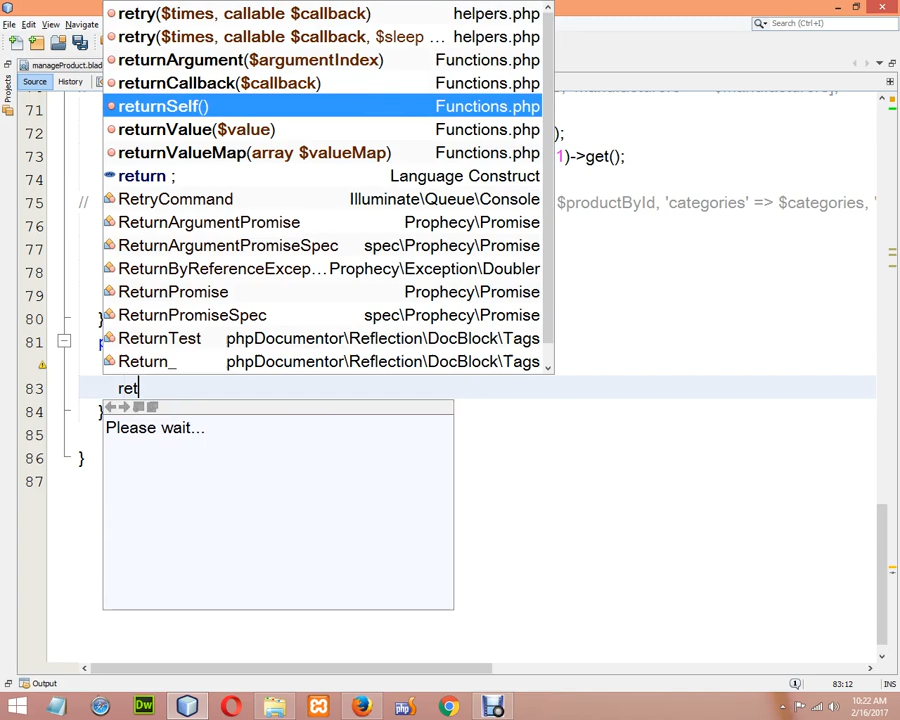 File Edit View Navigate
Search (Ctrl+I)
manageProduct.blad
Source History
Projects
retry($times, callable $callback) helpers.php
retry($times, callable $callback, $sleep ... helpers.php
returnArgument($argumentIndex) Functions.php
returnCallback($callback) Functions.php
returnSelf() Functions.php
returnValue($value) Functions.php
returnValueMap(array $valueMap) Functions.php
return ; Language Construct
RetryCommand Illuminate\Queue\Console
ReturnArgumentPromise Prophecy\Promise
ReturnArgumentPromiseSpec spec\Prophecy\Promise
ReturnByReferenceExcep... Prophecy\Exception\Doubler
ReturnPromise Prophecy\Promise
ReturnPromiseSpec spec\Prophecy\Promise
ReturnTest phpDocumentor\Reflection\DocBlock\Tags
Return_ phpDocumentor\Reflection\DocBlock\Tags
71
72 );
73 1)->get();
74
75 // $productById, 'categories' => $categories, '
76
77
78
79
80 }
81
83 ret
84 }
85
86 }
87
Please wait...
Output
83:12 INS
10:22 AM
2/16/2017